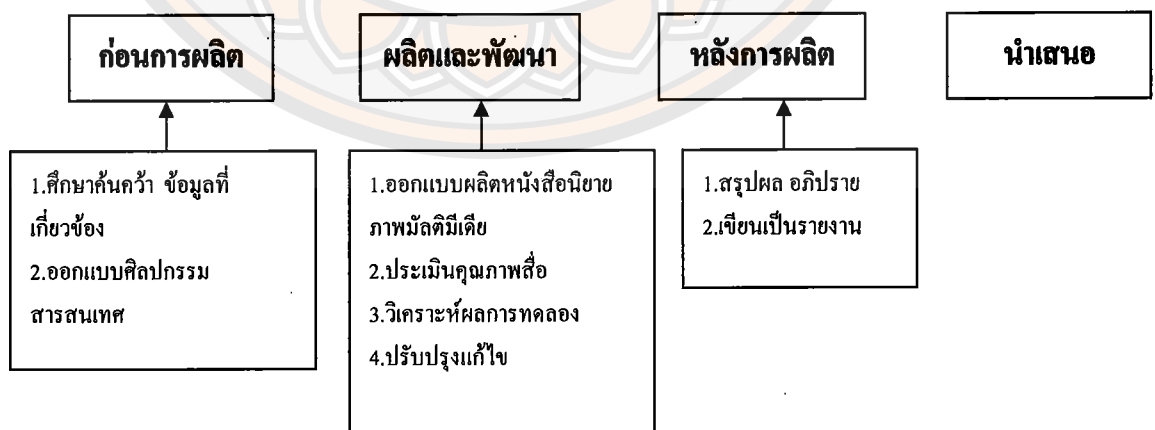 ก่อนการผลิต
ผลิตและพัฒนา
หลังการผลิต
นำเสนอ
1.ศึกษาค้นคว้า ข้อมูลที่
เกี่ยวข้อง
2.ออกแบบศิลปกรรม
สารสนเทศ
1.ออกแบบผลิตหนังสือนิยาย
ภาพมัลติมีเดีย
2.ประเมินคุณภาพสื่อ
3.วิเคราะห์ผลการทดลอง
4.ปรับปรุงแก้ไข
1.สรุปผล อภิปราย
2.เขียนเป็นรายงาน